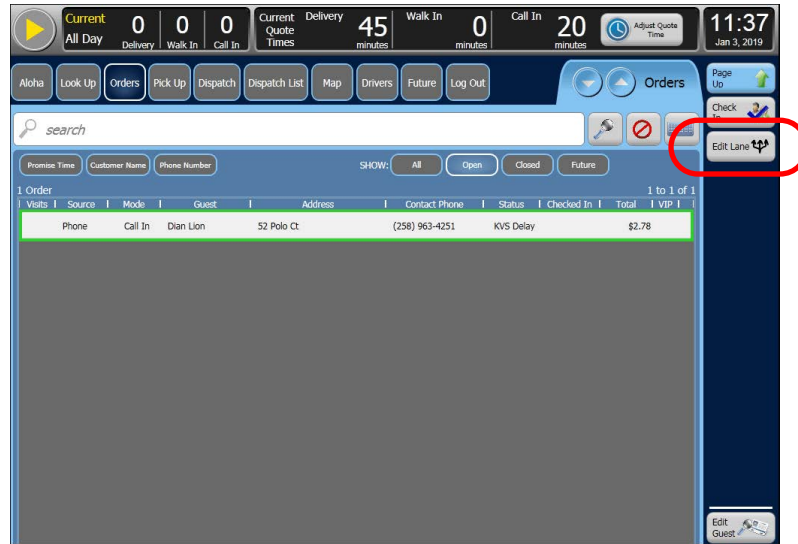 Current All Day
0 Delivery
0 Walk In
0 Call In
Current Quote Times
Delivery 45 minutes
Walk In 0 minutes
Call In 20 minutes
Adjust Quote Time
11:37
Jan 3, 2019
Aloha
Look Up
Orders
Pick Up
Dispatch
Dispatch List
Map
Drivers
Future
Log Out
Orders
Page Up
search
Check
Edit Lane
Promise Time
Customer Name
Phone Number
SHOW:
All
Open
Closed
Future
1 Order
1 to 1 of 1
Visits Source Mode Guest Address Contact Phone Status Checked In Total VIP
Phone Call In Dian Lion 52 Polo Ct (258) 963-4251 KVS Delay $2.78
Edit Guest